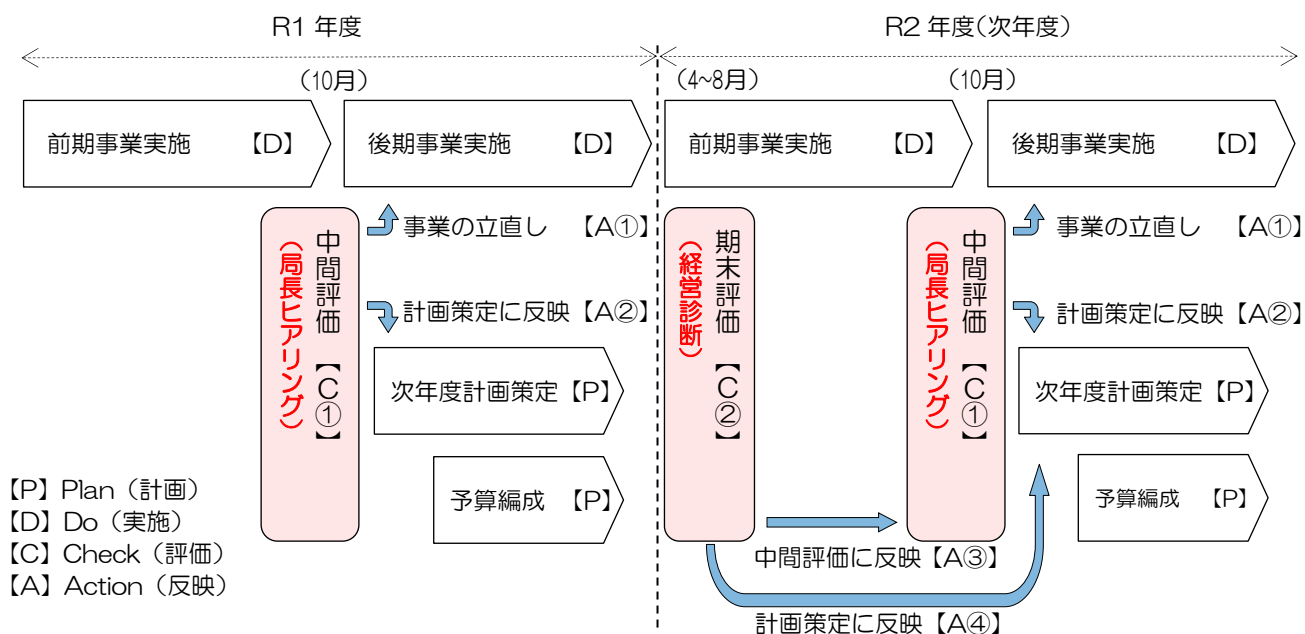 R1 年度
R2 年度(次年度)
(10月)
(4~8月)
(10月)
前期事業実施 【D】
後期事業実施 【D】
前期事業実施 【D】
後期事業実施 【D】
中間評価 【C①】
(局長ヒアリング)
事業の立直し 【A①】
計画策定に反映【A②】
次年度計画策定【P】
予算編成 【P】
期末評価 【C②】
(経営診断)
中間評価 【C①】
(局長ヒアリング)
事業の立直し 【A①】
計画策定に反映【A②】
次年度計画策定【P】
予算編成 【P】
中間評価に反映【A③】
計画策定に反映【A④】
【P】Plan(計画)
【D】Do(実施)
【C】Check(評価)
【A】Action(反映)